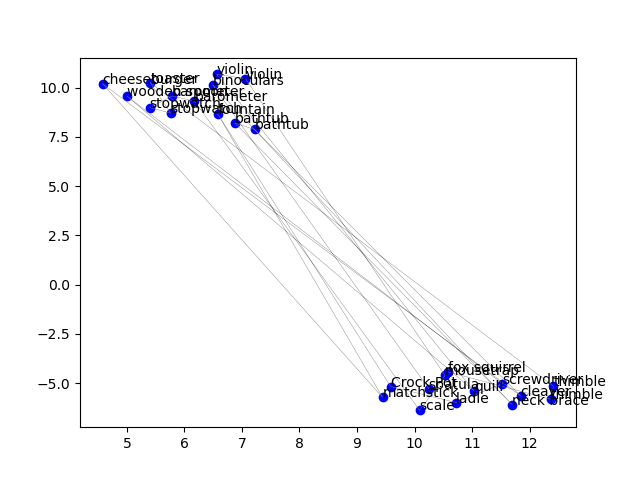 violin
violin
cheeseburger
toaster
binoculars
wooden spoon
barometer
barometer
stopwatch
stopwatch
fountain
bathtub
bathtub
fox squirrel
mousetrap
screwdriver
thimble
Crock Pot
spatula
quill
matchstick
cleaver
thimble
ladle
neck brace
scale
10.0
7.5
5.0
2.5
0.0
−2.5
−5.0
5 6 7 8 9 10 11 12